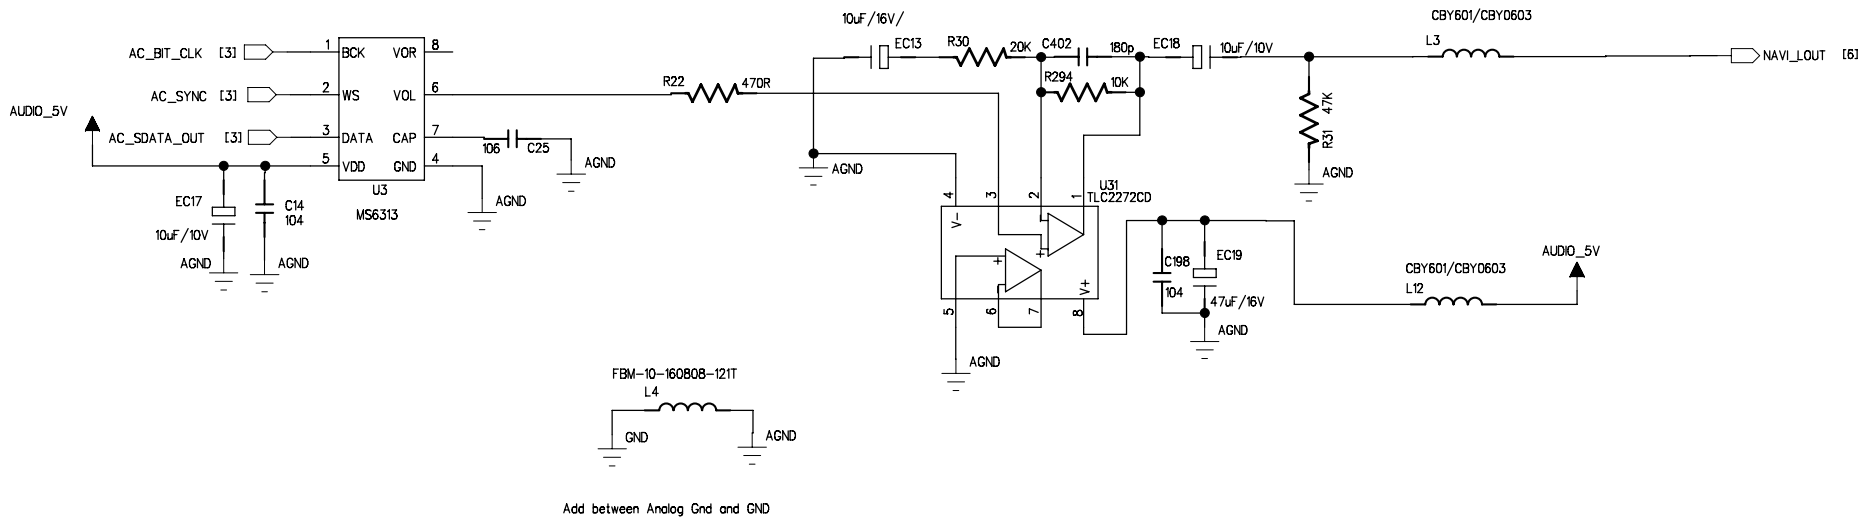 CBY601/CBY0603
10uF/16V/
L3
NAVI_LOUT [6]
EC13
R30
20K
C402
180p
EC18
10uF/10V
AC_BIT_CLK [3]
1
BCK
VOR
8
R22
470R
R294
10K
47K
R31
AC_SYNC [3]
2
WS
VOL
6
AUDIO_5V
AC_SDATA_OUT [3]
3
DATA
CAP
7
106
C25
AGND
5
VDD
GND
4
AGND
AGND
AGND
U3
MS6313
AGND
EC17
10uF/10V
C14
104
AGND
AGND
4
3
2
1
U31
TLC2272CD
V-
+
+
V+
5
6
7
8
C198
104
EC19
47uF/16V
AGND
CBY601/CBY0603
L12
AUDIO_5V
AGND
FBM-10-160808-121T
L4
GND
AGND
Add between Analog Gnd and GND